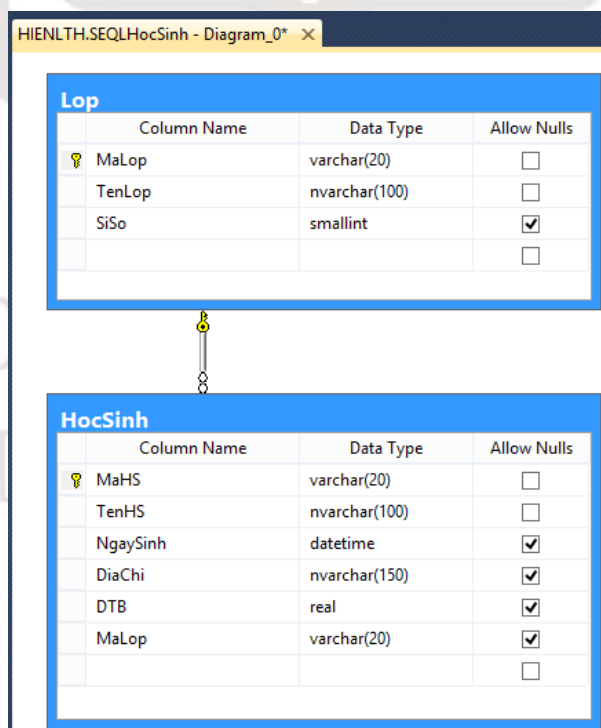 HIENLTH.SEQLHocSinh - Diagram_0*
Lop
Column Name Data Type Allow Nulls
MaLop varchar(20)
TenLop nvarchar(100)
SiSo smallint
HocSinh
Column Name Data Type Allow Nulls
MaHS varchar(20)
TenHS nvarchar(100)
NgaySinh datetime
DiaChi nvarchar(150)
DTB real
MaLop varchar(20)